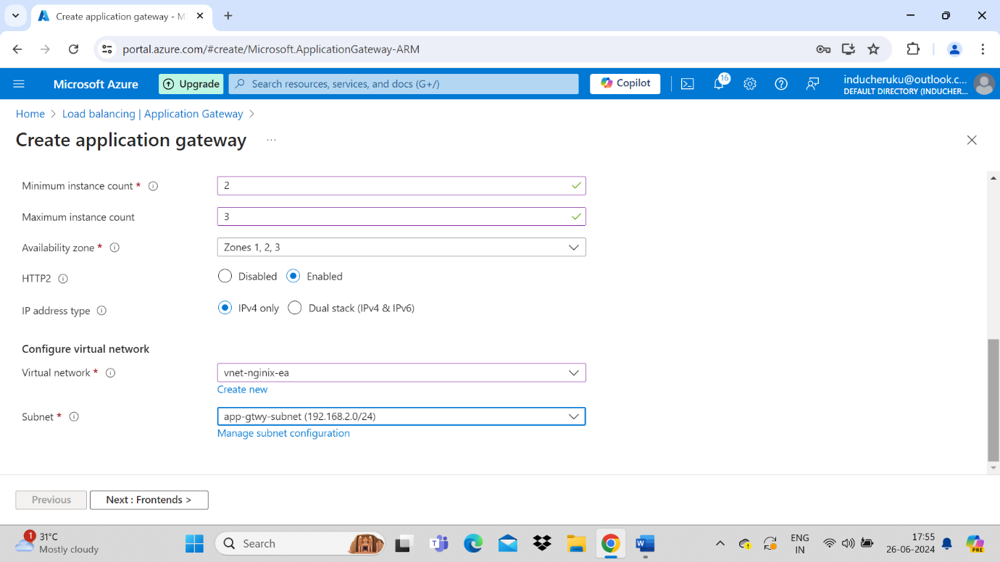 Create application gateway - M
portal.azure.com/#create/Microsoft.ApplicationGateway-ARM
Microsoft Azure
Upgrade
Search resources, services, and docs (G+/)
Copilot
16
inducheruku@outlook.c...
DEFAULT DIRECTORY (INDUCHER...
Home > Load balancing | Application Gateway >
Create application gateway ...
Minimum instance count *
2
Maximum instance count
3
Availability zone *
Zones 1, 2, 3
HTTP2
Disabled Enabled
IP address type
IPv4 only Dual stack (IPv4 & IPv6)
Configure virtual network
Virtual network *
vnet-nginix-ea
Create new
Subnet *
app-gtwy-subnet (192.168.2.0/24)
Manage subnet configuration
Previous
Next : Frontends >
1
31°C
Mostly cloudy
Search
T
W
ENG
IN
17:55
26-06-2024
PRE